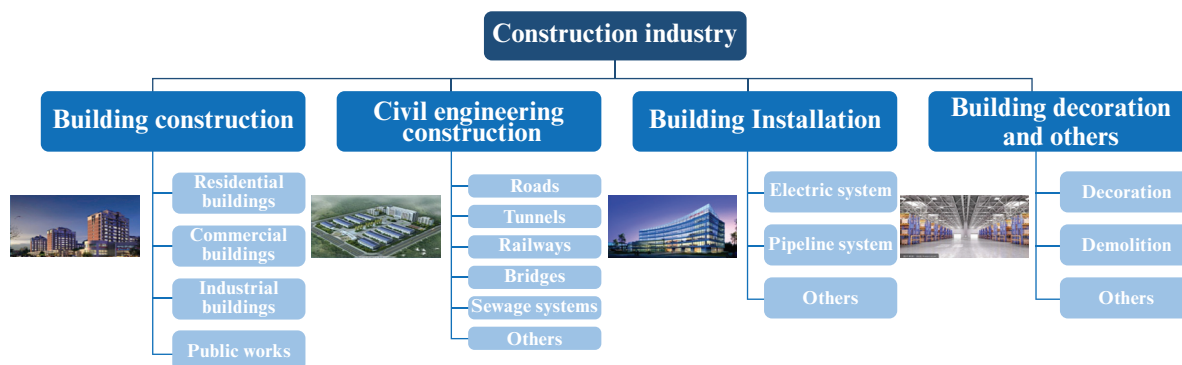 Construction industry
Building construction
Civil engineering
construction
Building Installation
Building decoration
and others
Residential
buildings
Commercial
buildings
Industrial
buildings
Public works
Roads
Tunnels
Railways
Bridges
Sewage systems
Others
Electric system
Pipeline system
Others
Decoration
Demolition
Others